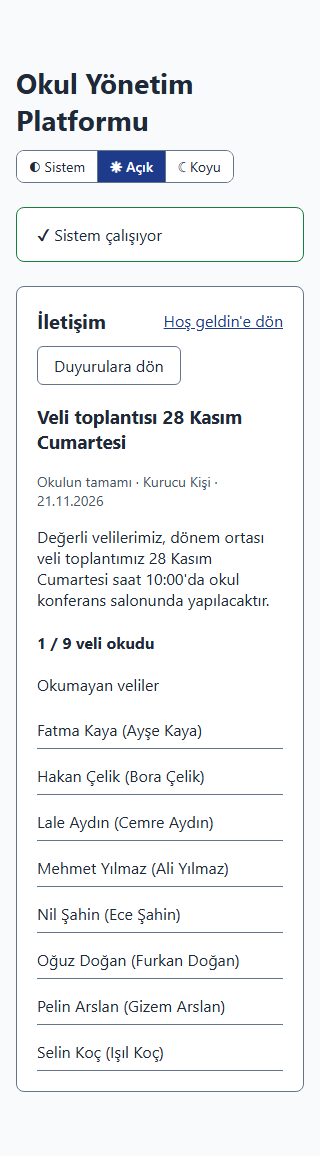 Okul Yönetim
Platformu
Sistem
Açık
Koyu
✓ Sistem çalışıyor
İletişim
Hoş geldin'e dön
Duyurulara dön
Veli toplantısı 28 Kasım
Cumartesi
Okulun tamamı · Kurucu Kişi ·
21.11.2026
Değerli velilerimiz, dönem ortası
veli toplantımız 28 Kasım
Cumartesi saat 10:00'da okul
konferans salonunda yapılacaktır.
1 / 9 veli okudu
Okumayan veliler
Fatma Kaya (Ayşe Kaya)
Hakan Çelik (Bora Çelik)
Lale Aydın (Cemre Aydın)
Mehmet Yılmaz (Ali Yılmaz)
Nil Şahin (Ece Şahin)
Oğuz Doğan (Furkan Doğan)
Pelin Arslan (Gizem Arslan)
Selin Koç (Işıl Koç)